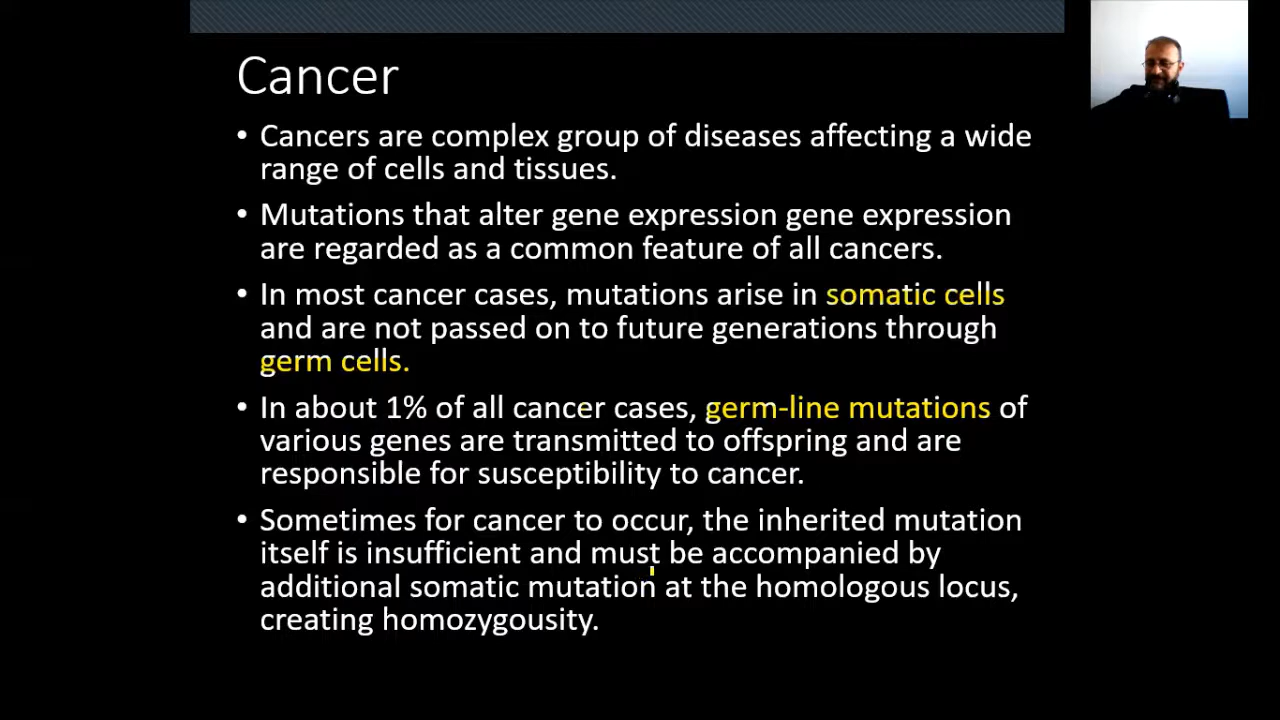 Cancer
• Cancers are complex group of diseases affecting a wide
range of cells and tissues.
• Mutations that alter gene expression gene expression
are regarded as a common feature of all cancers.
• In most cancer cases, mutations arise in somatic cells
and are not passed on to future generations through
germ cells.
• In about 1% of all cancer cases, germ-line mutations of
various genes are transmitted to offspring and are
responsible for susceptibility to cancer.
• Sometimes for cancer to occur, the inherited mutation
itself is insufficient and must be accompanied by
additional somatic mutation at the homologous locus,
creating homozygousity.